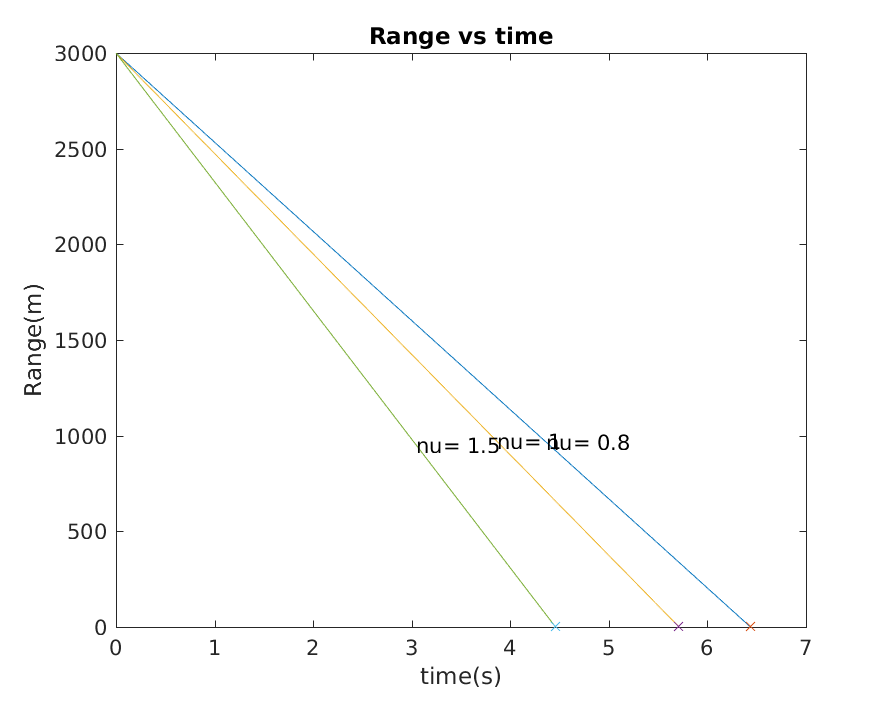 Range vs time
3000
2500
2000
1500
1000
500
0
Range(m)
nu= 1.5
nu= 1
nu= 0.8
0 1 2 3 4 5 6 7
time(s)